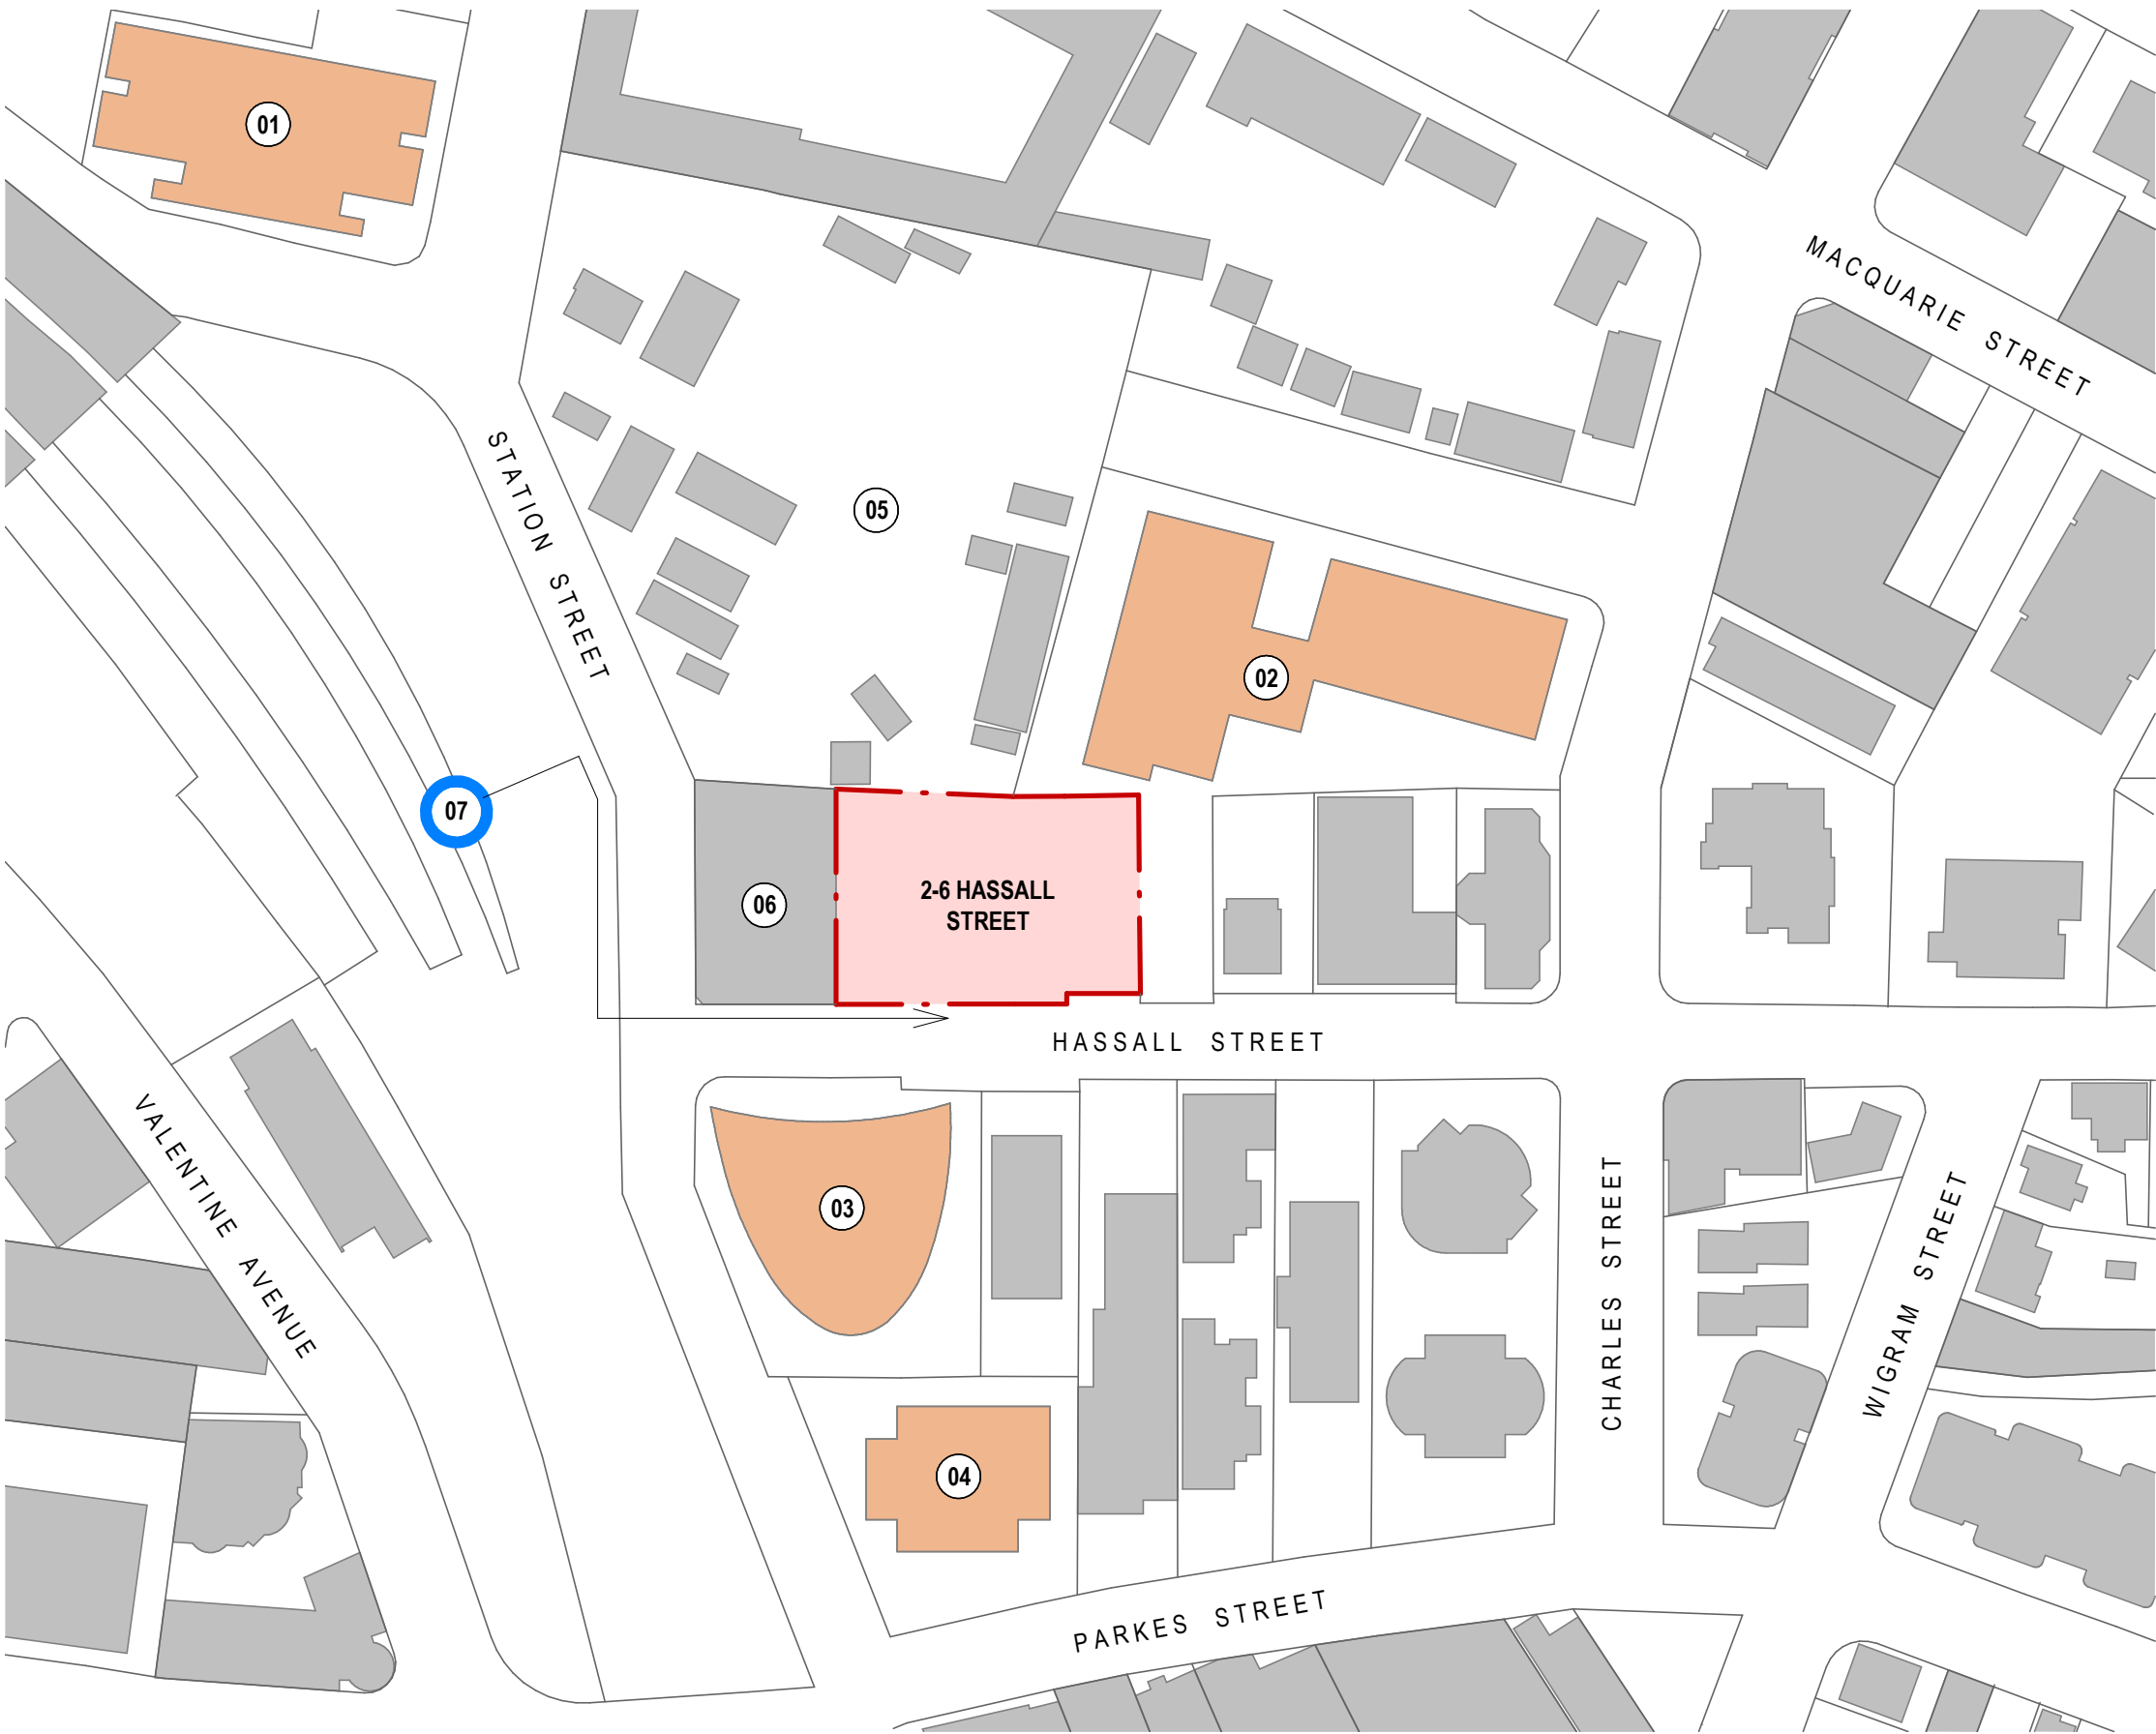 01
MACQUARIE STREET
STATION STREET
05
02
07
06
2-6 HASSALL
STREET
HASSALL STREET
VALENTINE AVENUE
03
CHARLES STREET
WIGRAM STREET
04
PARKES STREET